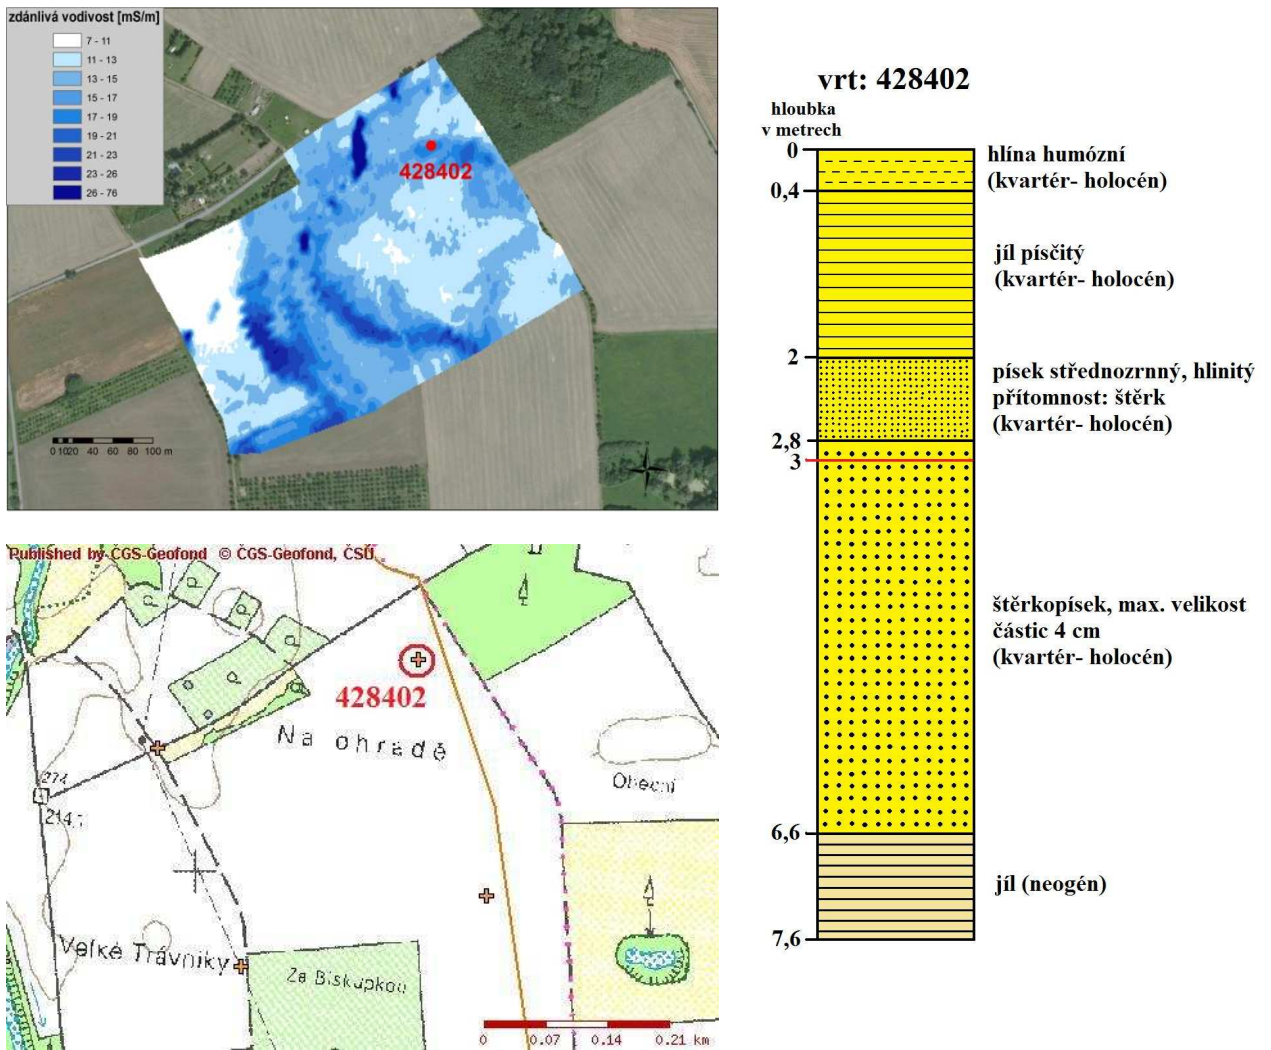 zdánlivá vodivost [mS/m]
7 - 11
11 - 13
13 - 15
15 - 17
17 - 19
19 - 21
21 - 23
23 - 26
26 - 76
428402
0 10 20 40 60 80 100 m
Published by ČGS-Geofond © ČGS-Geofond, ČSÚ
428402
Na ohradě
Obecní
274
Velké Trávníky
Za Biskupkou
0 0.07 0.14 0.21 km
vrt: 428402
hloubka
v metrech
0
hlína humózní
(kvartér- holocén)
0,4
jíl písčitý
(kvartér- holocén)
2
písek střednozrnný, hlinitý
přítomnost: štěrk
(kvartér- holocén)
2,8
3
štěrkopísek, max. velikost
částic 4 cm
(kvartér- holocén)
6,6
jíl (neogén)
7,6